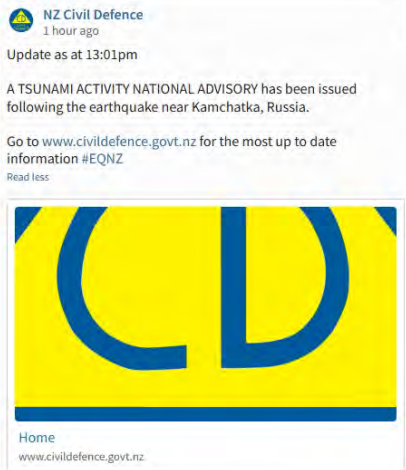 NZ Civil Defence
1 hour ago
Update as at 13:01pm
A TSUNAMI ACTIVITY NATIONAL ADVISORY has been issued
following the earthquake near Kamchatka, Russia.
Go to www.civildefence.govt.nz for the most up to date
information #EQNZ
Read less
CD
Home
www.civildefence.govt.nz